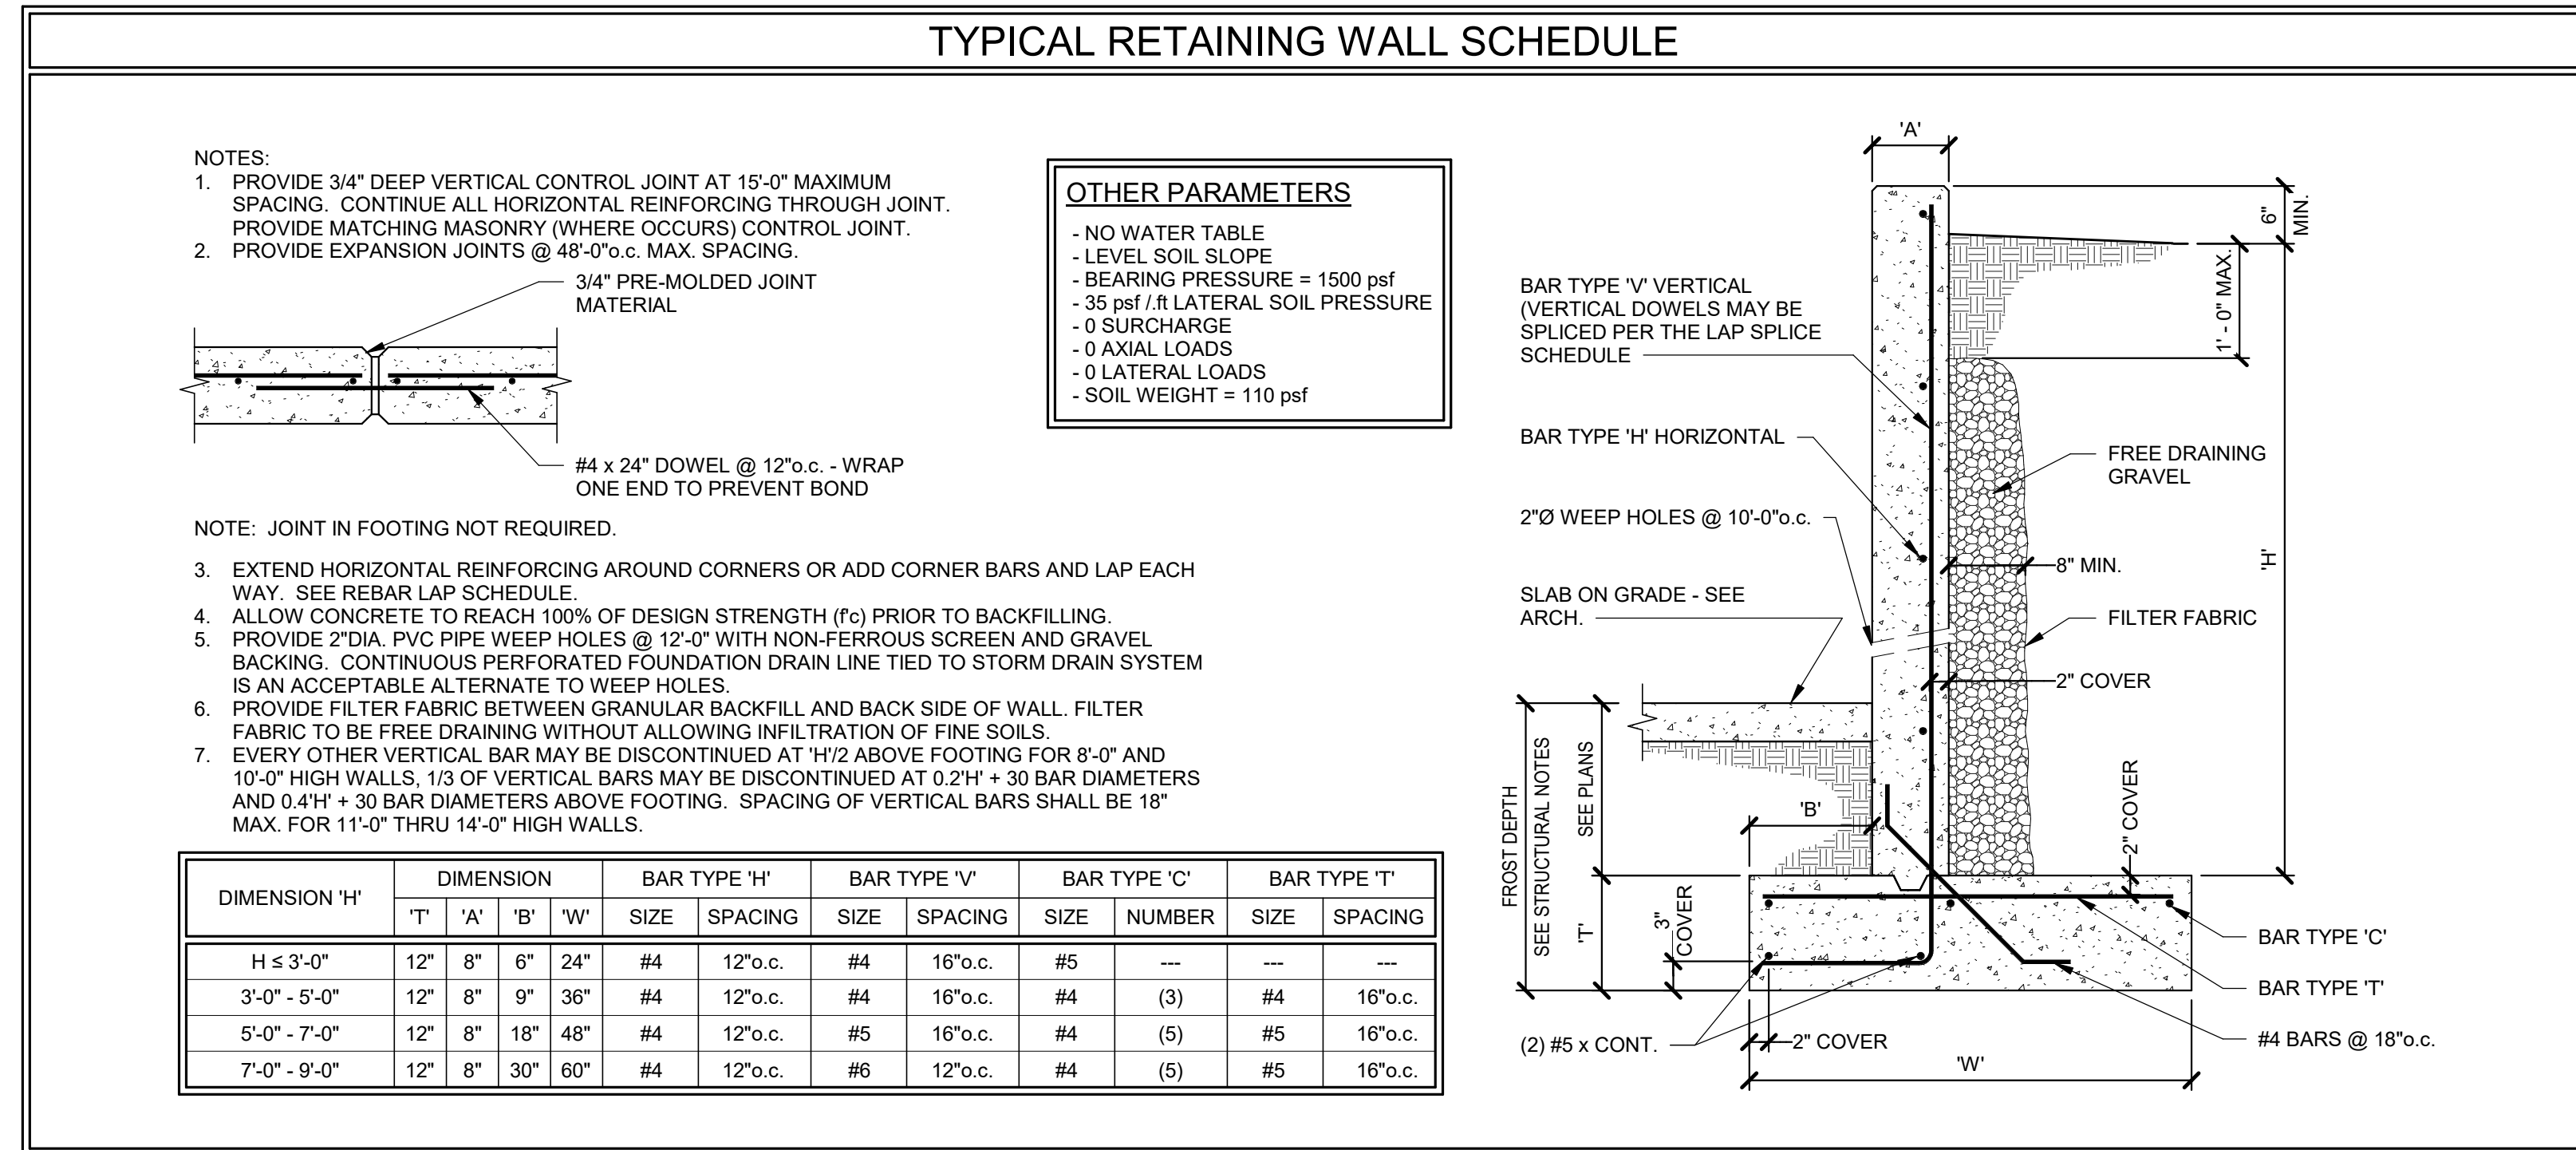 TYPICAL RETAINING WALL SCHEDULE
NOTES:
1. PROVIDE 3/4" DEEP VERTICAL CONTROL JOINT AT 15'-0" MAXIMUM
SPACING. CONTINUE ALL HORIZONTAL REINFORCING THROUGH JOINT.
PROVIDE MATCHING MASONRY (WHERE OCCURS) CONTROL JOINT.
2. PROVIDE EXPANSION JOINTS @ 48'-0"o.c. MAX. SPACING.
3/4" PRE-MOLDED JOINT
MATERIAL
#4 x 24" DOWEL @ 12"o.c. - WRAP
ONE END TO PREVENT BOND
NOTE: JOINT IN FOOTING NOT REQUIRED.
3. EXTEND HORIZONTAL REINFORCING AROUND CORNERS OR ADD CORNER BARS AND LAP EACH
WAY. SEE REBAR LAP SCHEDULE.
4. ALLOW CONCRETE TO REACH 100% OF DESIGN STRENGTH (f'c) PRIOR TO BACKFILLING.
5. PROVIDE 2"DIA. PVC PIPE WEEP HOLES @ 12'-0" WITH NON-FERROUS SCREEN AND GRAVEL
BACKING. CONTINUOUS PERFORATED FOUNDATION DRAIN LINE TIED TO STORM DRAIN SYSTEM
IS AN ACCEPTABLE ALTERNATE TO WEEP HOLES.
6. PROVIDE FILTER FABRIC BETWEEN GRANULAR BACKFILL AND BACK SIDE OF WALL. FILTER
FABRIC TO BE FREE DRAINING WITHOUT ALLOWING INFILTRATION OF FINE SOILS.
7. EVERY OTHER VERTICAL BAR MAY BE DISCONTINUED AT 'H'/2 ABOVE FOOTING FOR 8'-0" AND
10'-0" HIGH WALLS, 1/3 OF VERTICAL BARS MAY BE DISCONTINUED AT 0.2'H' + 30 BAR DIAMETERS
AND 0.4'H' + 30 BAR DIAMETERS ABOVE FOOTING. SPACING OF VERTICAL BARS SHALL BE 18"
MAX. FOR 11'-0" THRU 14'-0" HIGH WALLS.
OTHER PARAMETERS
- NO WATER TABLE
- LEVEL SOIL SLOPE
- BEARING PRESSURE = 1500 psf
- 35 psf /.ft LATERAL SOIL PRESSURE
- 0 SURCHARGE
- 0 AXIAL LOADS
- 0 LATERAL LOADS
- SOIL WEIGHT = 110 psf
DIMENSION 'H' DIMENSION BAR TYPE 'H' BAR TYPE 'V' BAR TYPE 'C' BAR TYPE 'T'
'T' 'A' 'B' 'W' SIZE SPACING SIZE SPACING SIZE NUMBER SIZE SPACING
H ≤ 3'-0" 12" 8" 6" 24" #4 12"o.c. #4 16"o.c. #5 --- --- ---
3'-0" - 5'-0" 12" 8" 9" 36" #4 12"o.c. #4 16"o.c. #4 (3) #4 16"o.c.
5'-0" - 7'-0" 12" 8" 18" 48" #4 12"o.c. #5 16"o.c. #4 (5) #5 16"o.c.
7'-0" - 9'-0" 12" 8" 30" 60" #4 12"o.c. #6 12"o.c. #4 (5) #5 16"o.c.
'A'
6"
MIN.
1' - 0" MAX.
BAR TYPE 'V' VERTICAL
(VERTICAL DOWELS MAY BE
SPLICED PER THE LAP SPLICE
SCHEDULE
BAR TYPE 'H' HORIZONTAL
2"Ø WEEP HOLES @ 10'-0"o.c.
SLAB ON GRADE - SEE
ARCH.
FREE DRAINING
GRAVEL
'H'
8" MIN.
FILTER FABRIC
2" COVER
FROST DEPTH
SEE STRUCTURAL NOTES
SEE PLANS
'B'
2" COVER
'T'
3"
COVER
BAR TYPE 'C'
BAR TYPE 'T'
#4 BARS @ 18"o.c.
(2) #5 x CONT.
2" COVER
'W'